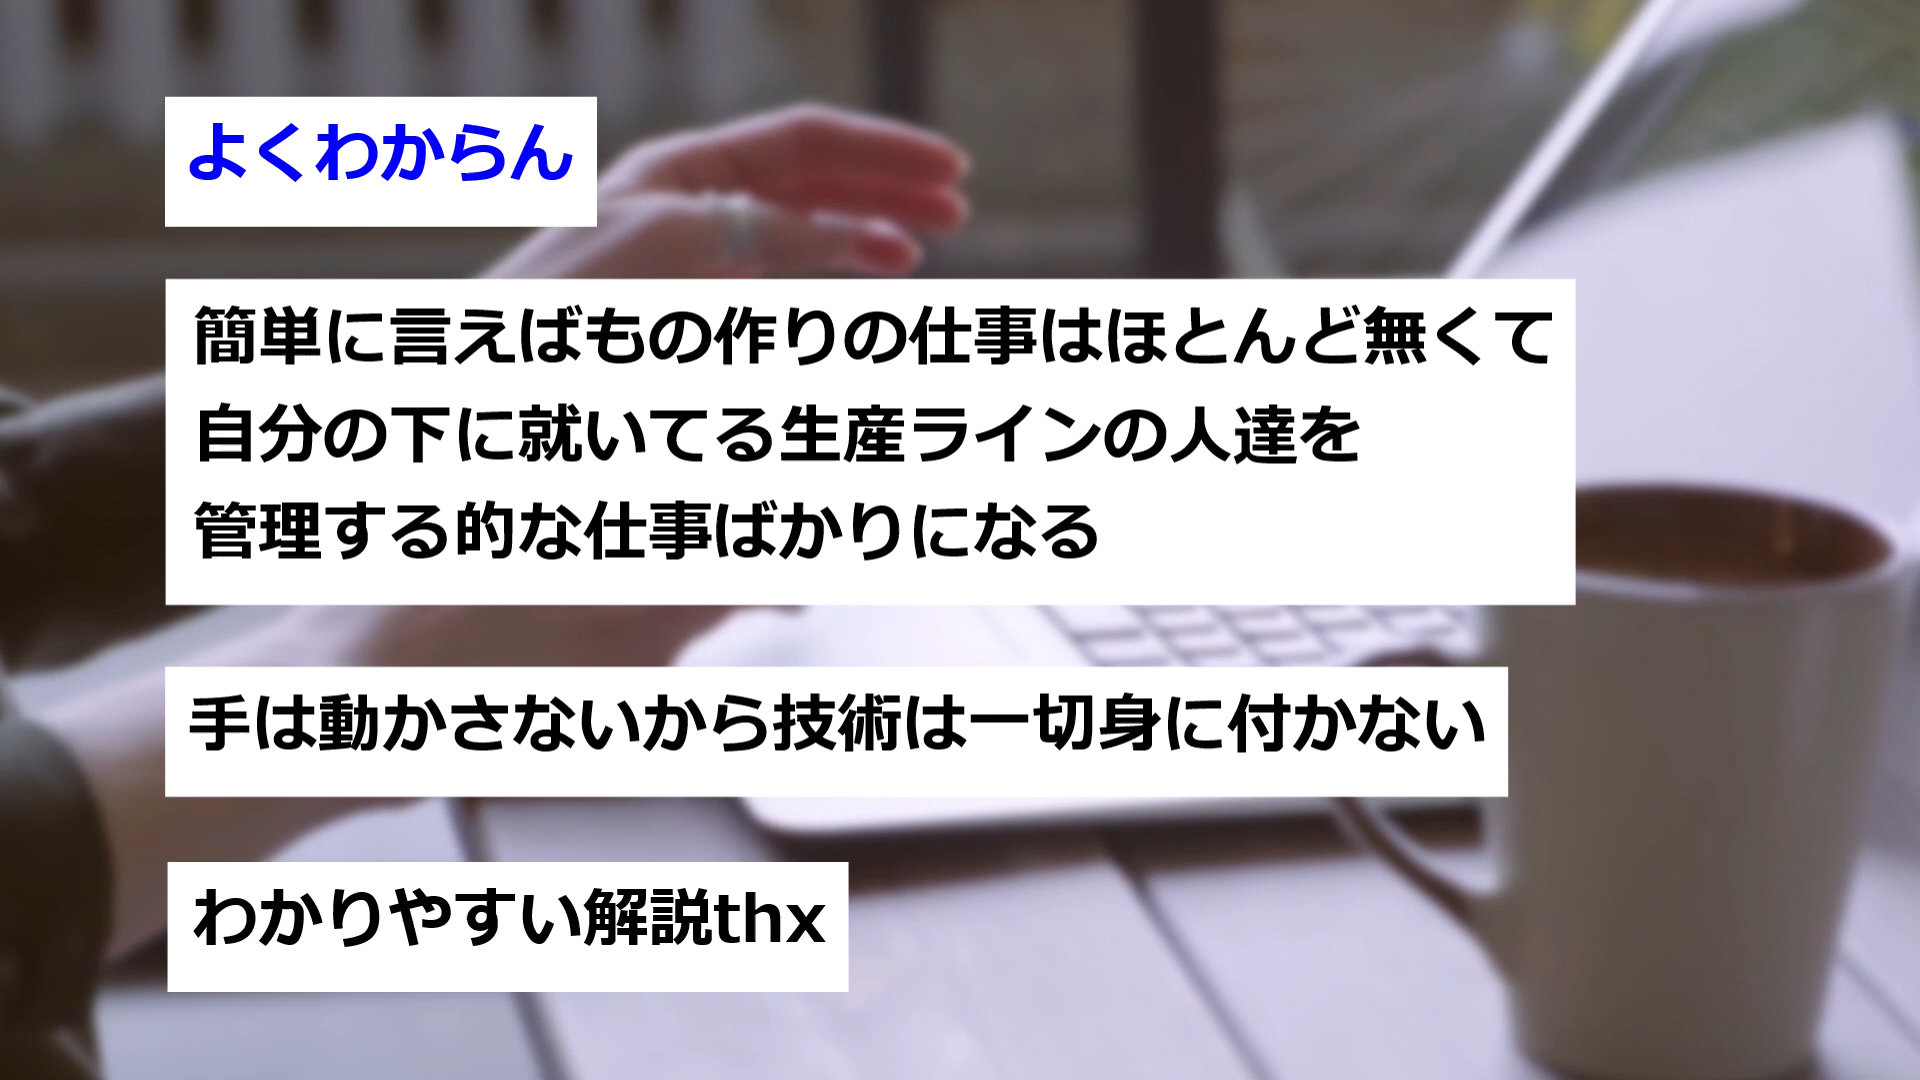 よくわからん
簡単に言えばもの作りの仕事はほとんど無くて
自分の下に就いてる生産ラインの人達を
管理する的な仕事ばかりになる
手は動かさないから技術は一切身に付かない
わかりやすい解説thx